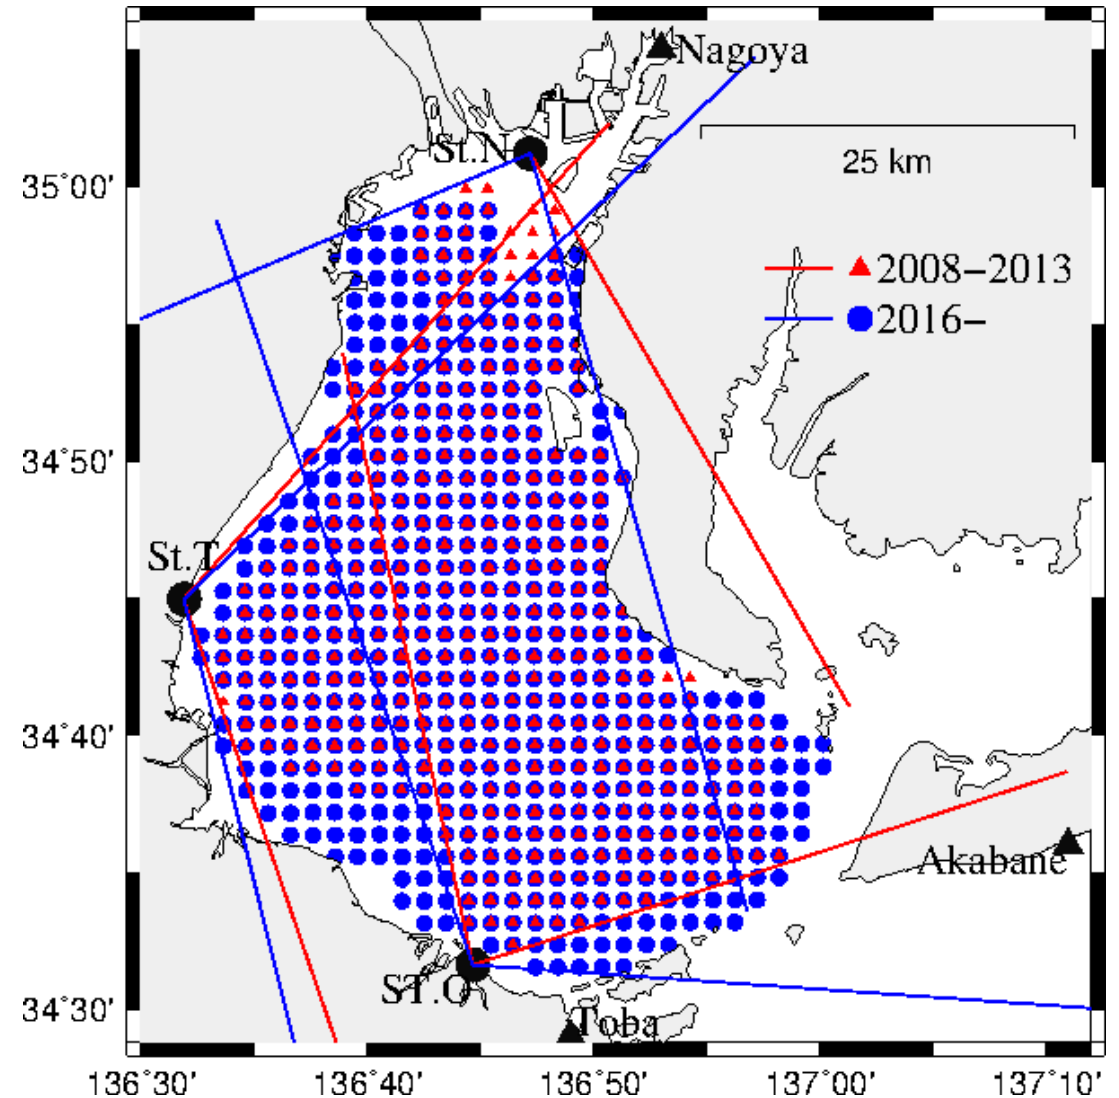 Nagoya
St.N
25 km
35°00'
2008-2013
2016-
34°50'
St.T
34°40'
Akabane
ST.O
34°30'
Toba
136°30' 136°40' 136°50' 137°00' 137°10'